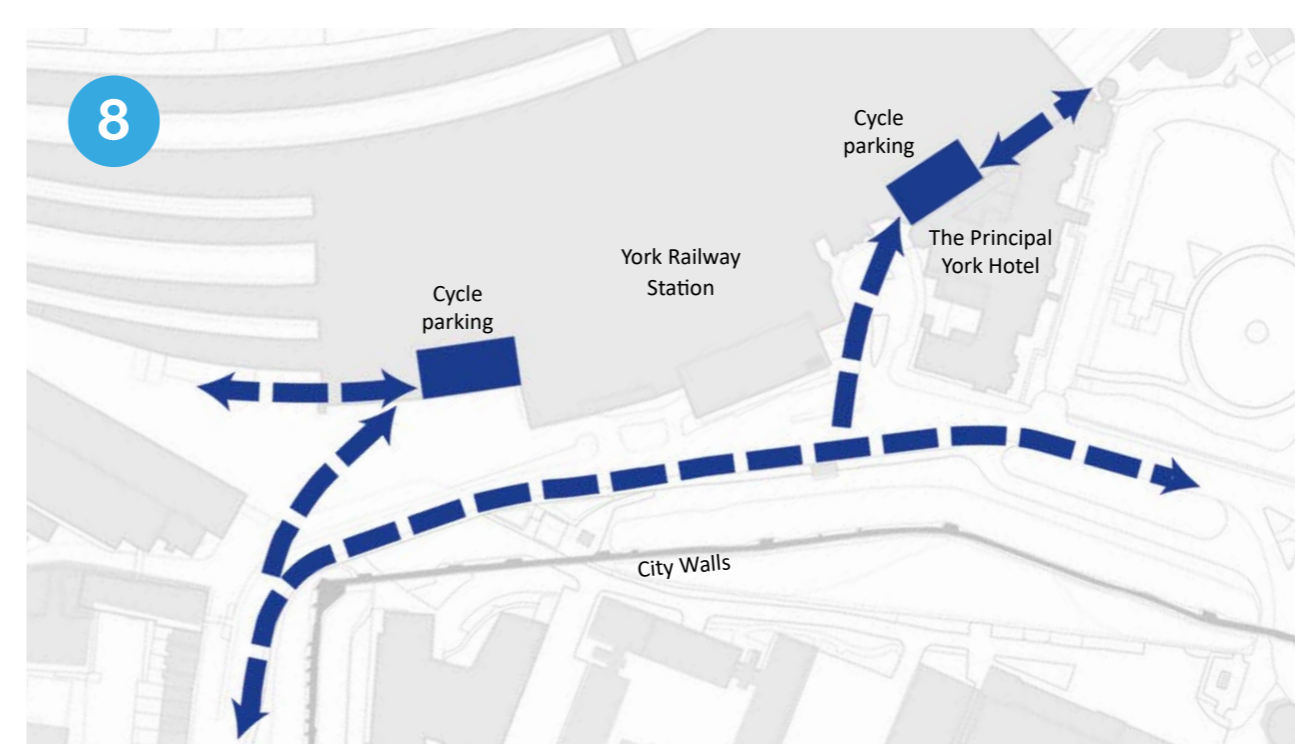 8
Cycle
parking
The Principal
York Hotel
York Railway
Station
Cycle
parking
City Walls